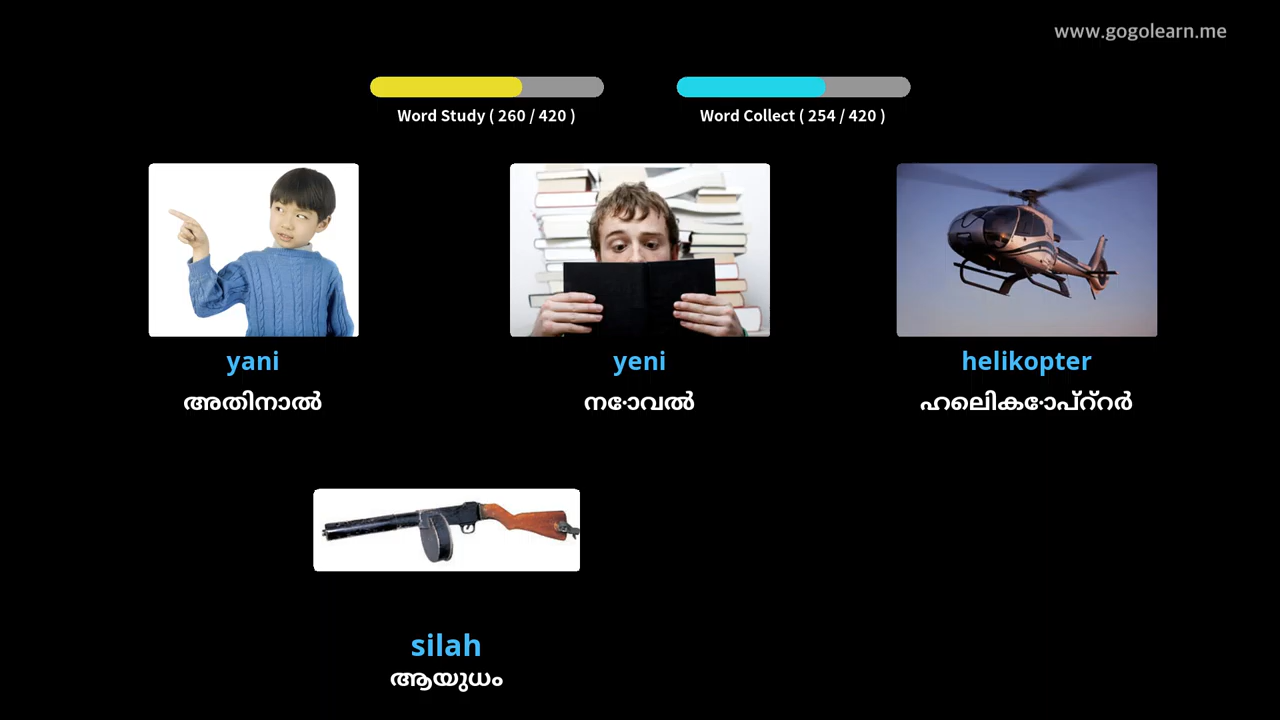 www.gogolearn.me
Word Study ( 260 / 420 )
Word Collect ( 254 / 420 )
yani
yeni
helikopter
അതിനാൽ
നോവൽ
ഹെലികോപ്റ്റർ
silah
ആയുധം